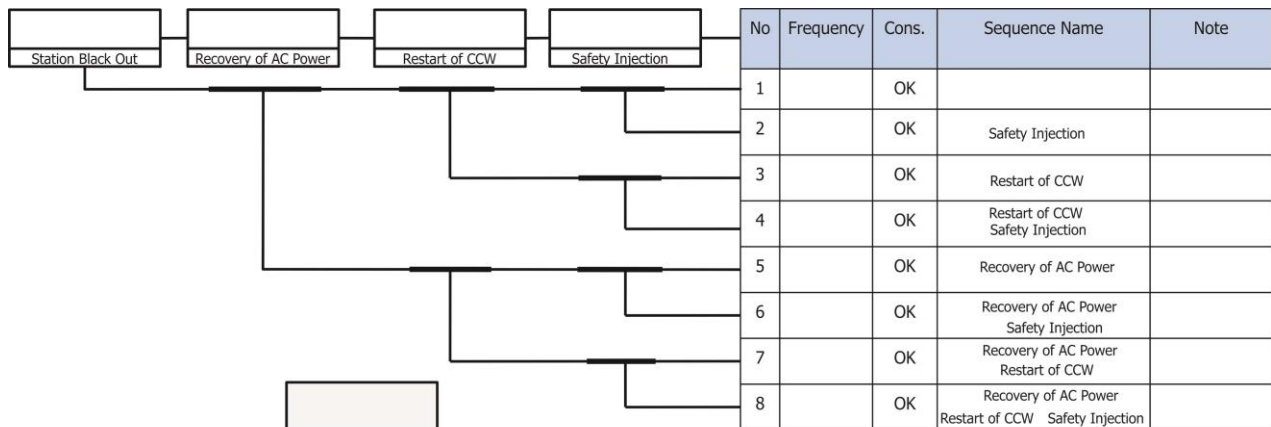 Station Black Out Recovery of AC Power Restart of CCW Safety Injection
No Frequency Cons. Sequence Name Note
1 OK
2 OK Safety Injection
3 OK Restart of CCW
4 OK Restart of CCW
Safety Injection
5 OK Recovery of AC Power
6 OK Recovery of AC Power
Safety Injection
7 OK Recovery of AC Power
Restart of CCW
8 OK Recovery of AC Power
Restart of CCW Safety Injection